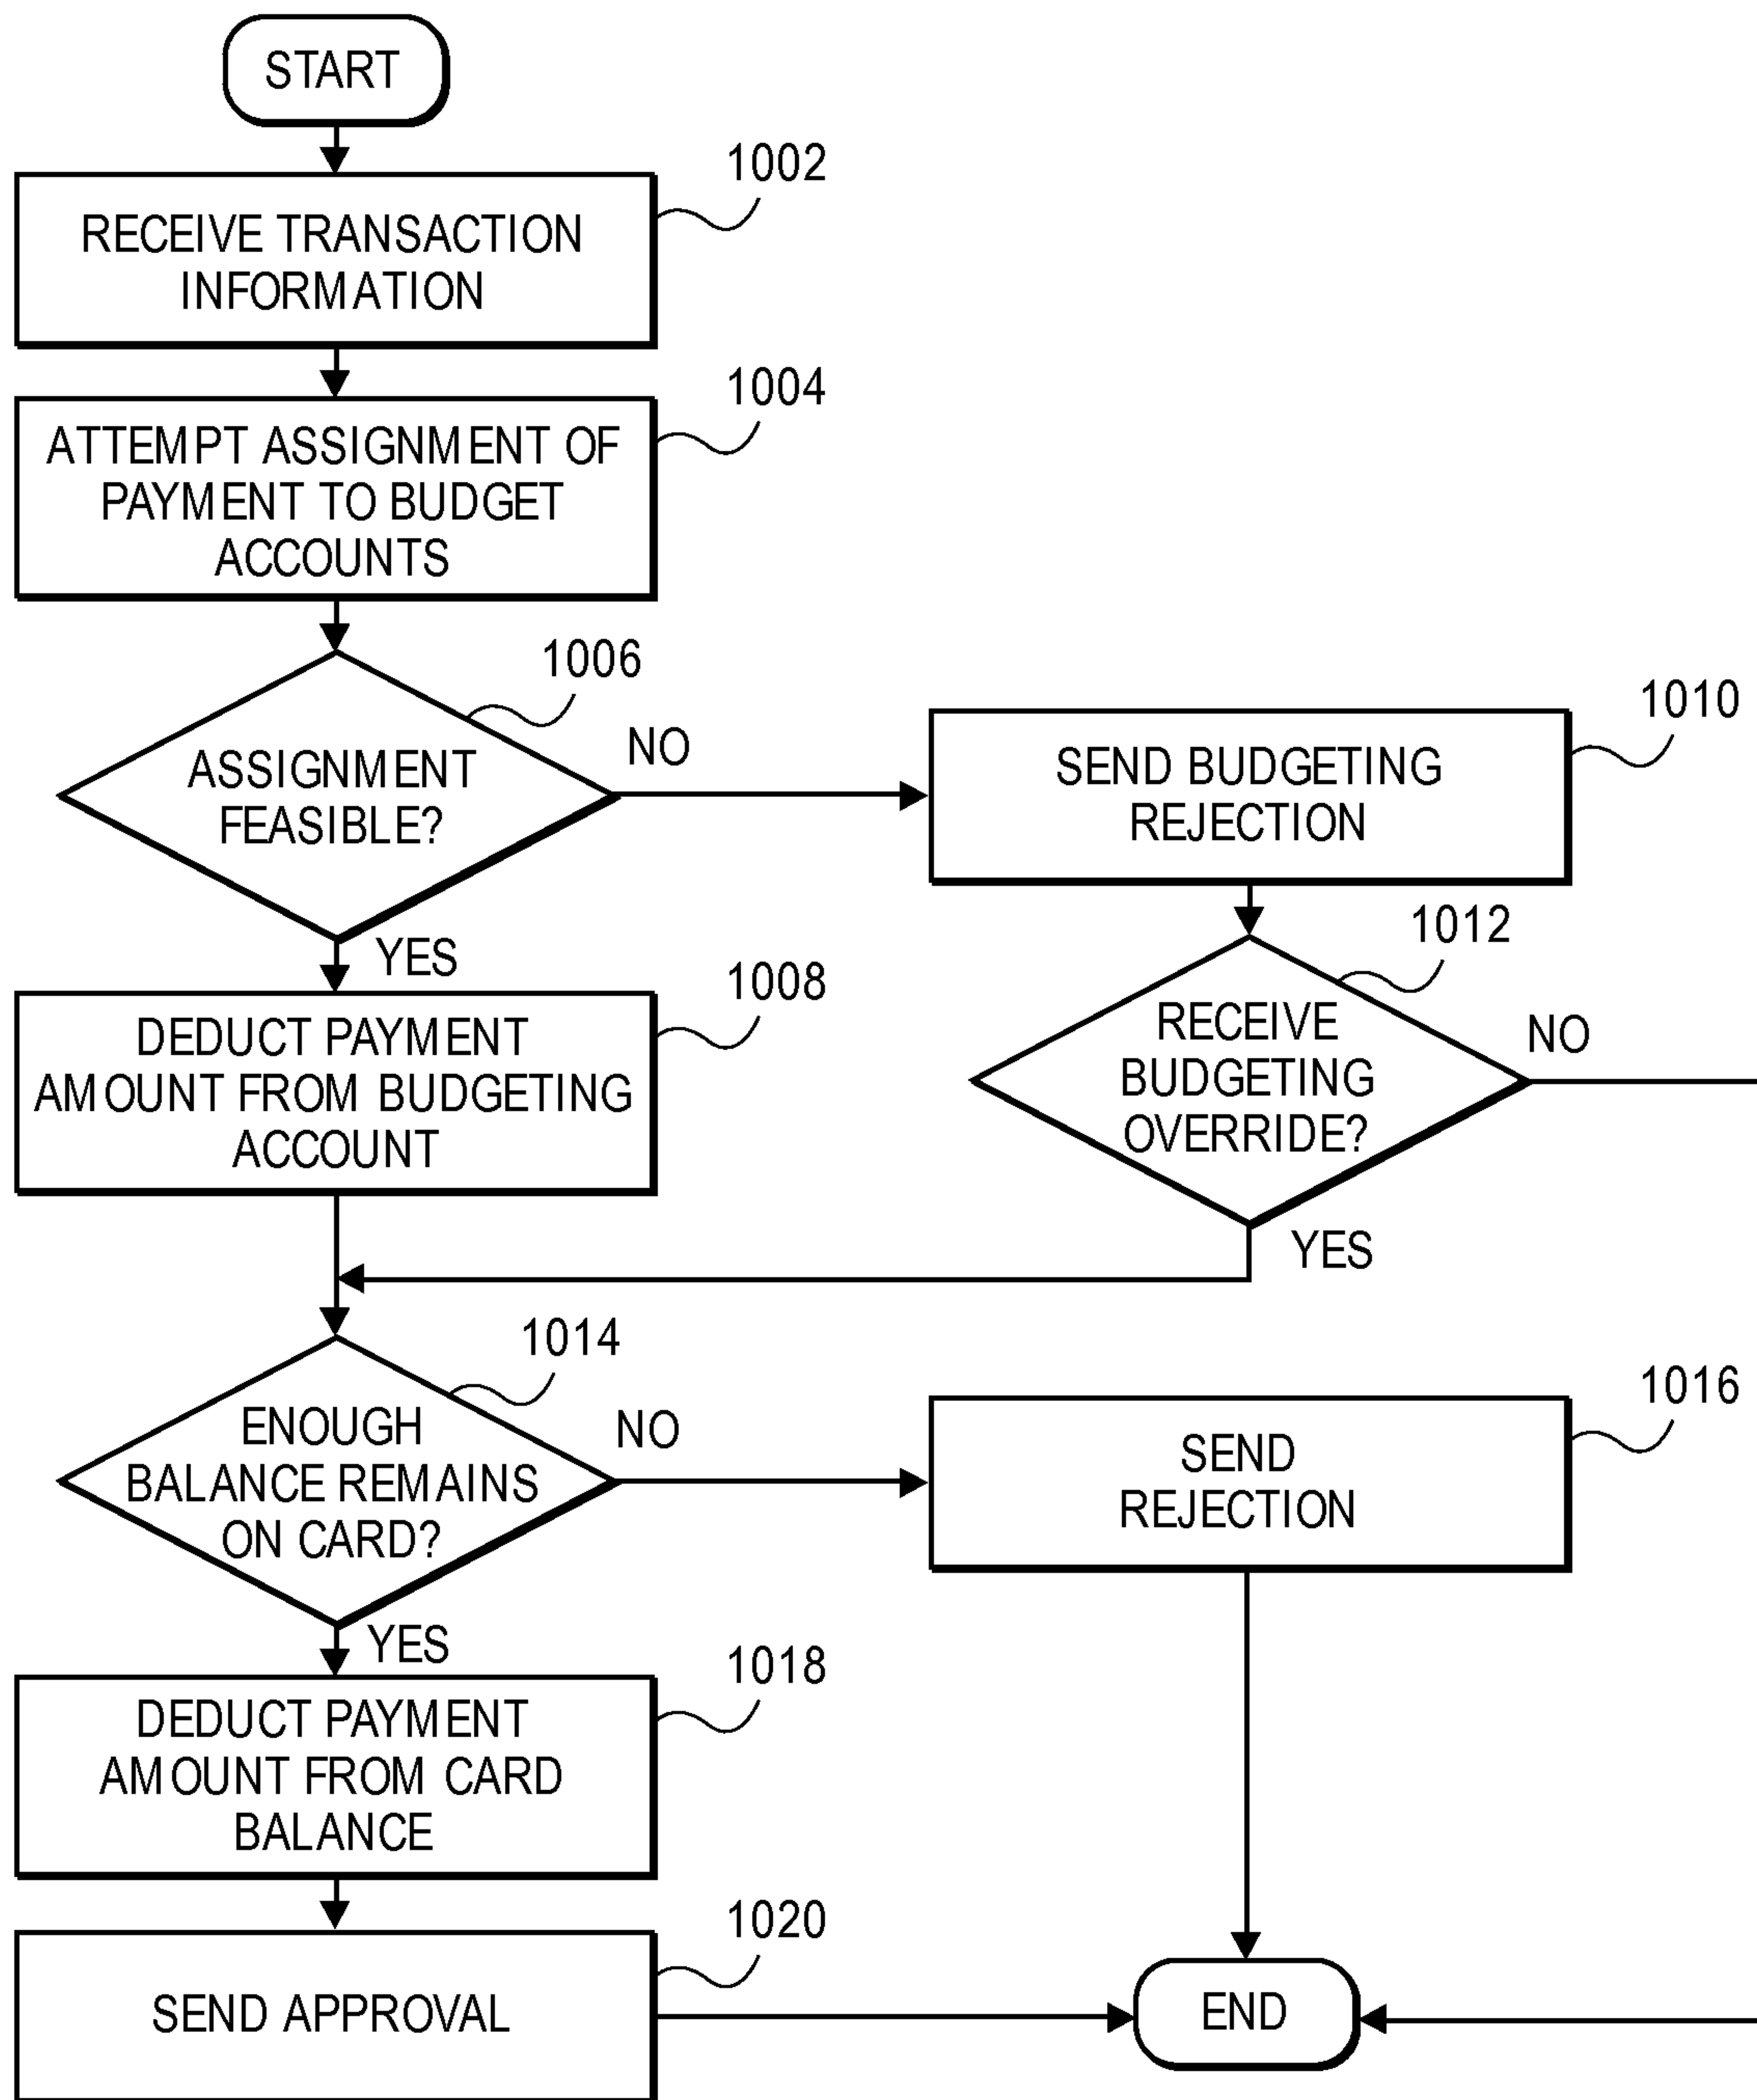 START
1002
RECEIVE TRANSACTION
INFORMATION
1004
ATTEMPT ASSIGNMENT OF
PAYMENT TO BUDGET
ACCOUNTS
1006
ASSIGNMENT
FEASIBLE?
NO
YES
1010
SEND BUDGETING
REJECTION
1008
DEDUCT PAYMENT
AMOUNT FROM BUDGETING
ACCOUNT
1012
RECEIVE
BUDGETING
OVERRIDE?
NO
YES
1014
ENOUGH
BALANCE REMAINS
ON CARD?
NO
YES
1016
SEND
REJECTION
1018
DEDUCT PAYMENT
AMOUNT FROM CARD
BALANCE
1020
SEND APPROVAL
END